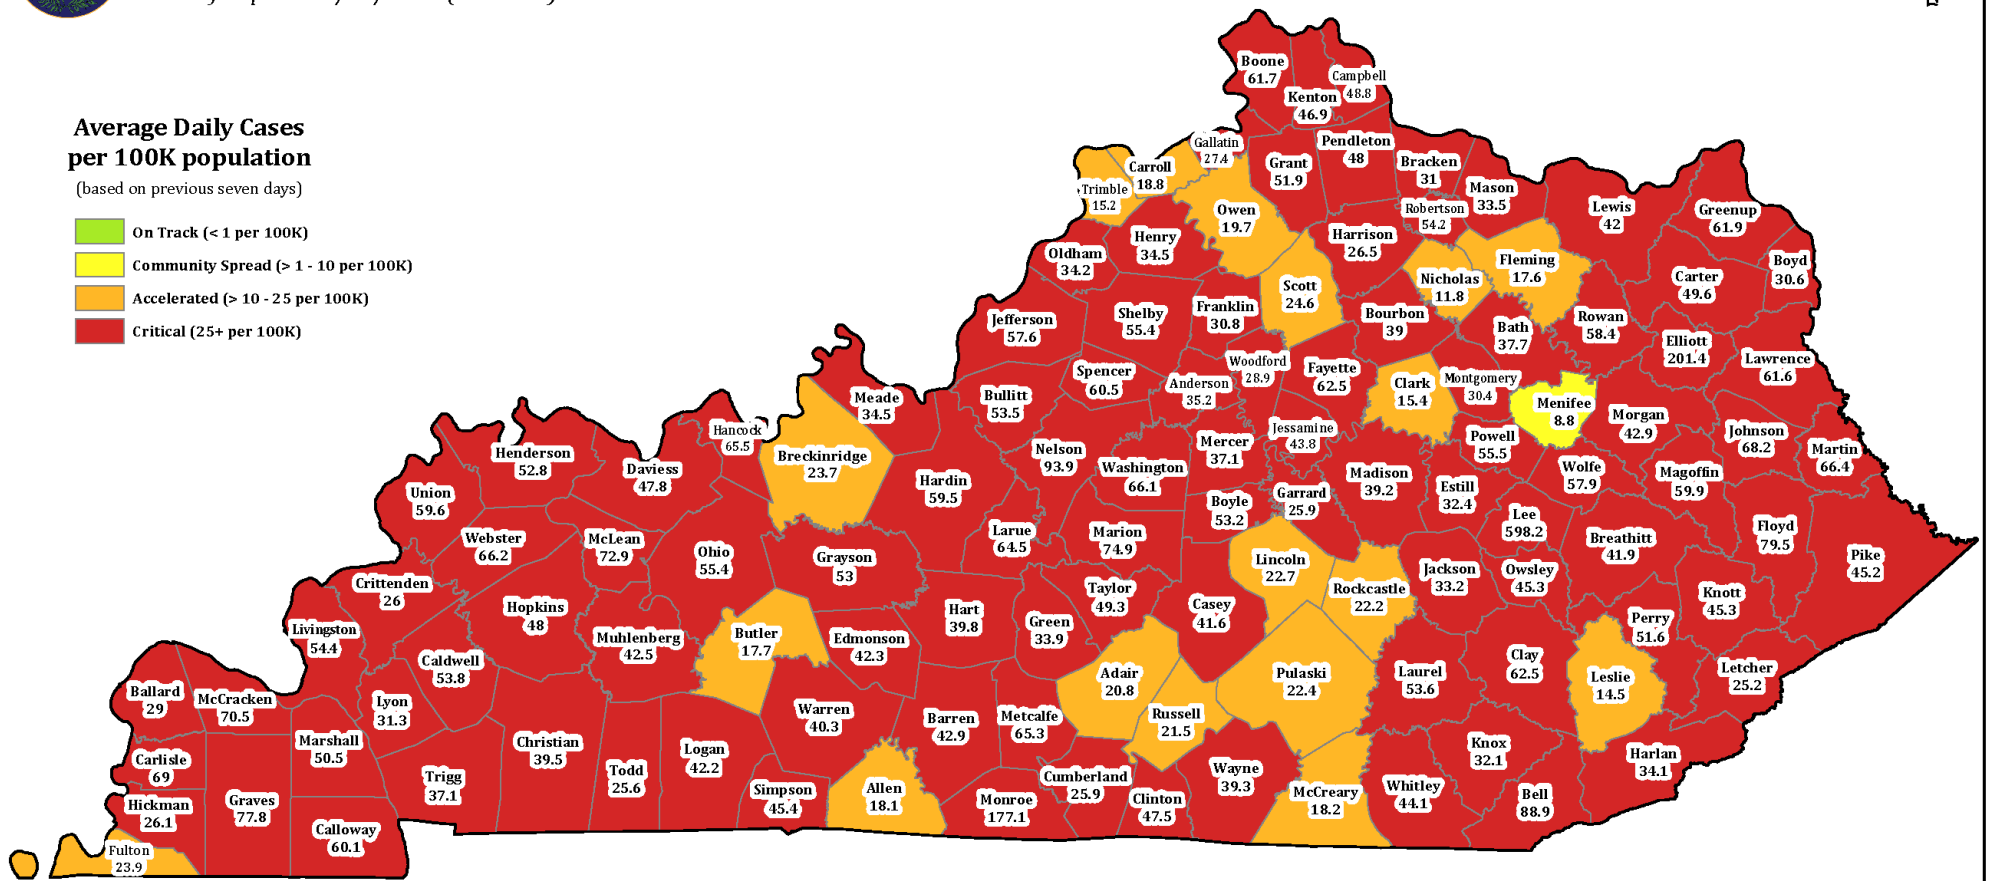 Average Daily Cases
per 100K population
(based on previous seven days)
On Track (< 1 per 100K)
Community Spread (> 1 - 10 per 100K)
Accelerated (> 10 - 25 per 100K)
Critical (25+ per 100K)
Boone
61.7
Campbell
48.8
Kenton
46.9
Gallatin
27.4
Pendleton
48
Carroll
18.8
Grant
51.9
Bracken
31
Trimble
15.2
Mason
33.5
Owen
19.7
Robertson
54.2
Lewis
42
Greenup
61.9
Henry
34.5
Harrison
26.5
Oldham
34.2
Nicholas
11.8
Fleming
17.6
Carter
49.6
Boyd
30.6
Scott
24.6
Jefferson
57.6
Shelby
55.4
Franklin
30.8
Bourbon
39
Bath
37.7
Rowan
58.4
Elliott
201.4
Lawrence
61.6
Spencer
60.5
Anderson
35.2
Woodford
28.9
Fayette
62.5
Clark
15.4
Montgomery
30.4
Menifee
8.8
Morgan
42.9
Meade
34.5
Bullitt
53.5
Hancock
65.5
Jessamine
43.8
Powell
55.5
Johnson
68.2
Martin
66.4
Henderson
52.8
Daviess
47.8
Breckinridge
23.7
Nelson
93.9
Washington
66.1
Mercer
37.1
Madison
39.2
Wolfe
57.9
Magoffin
59.9
Union
59.6
Hardin
59.5
Boyle
53.2
Garrard
25.9
Estill
32.4
Lee
598.2
Webster
66.2
McLean
72.9
Ohio
55.4
Grayson
53
Larue
64.5
Marion
74.9
Breathitt
41.9
Floyd
79.5
Pike
45.2
Crittenden
26
Lincoln
22.7
Rockcastle
22.2
Jackson
33.2
Owsley
45.3
Knott
45.3
Hopkins
48
Hart
39.8
Taylor
49.3
Casey
41.6
Livingston
54.4
Muhlenberg
42.5
Butler
17.7
Edmonson
42.3
Green
33.9
Perry
51.6
Caldwell
53.8
Adair
20.8
Pulaski
22.4
Laurel
53.6
Clay
62.5
Leslie
14.5
Letcher
25.2
Ballard
29
McCracken
70.5
Lyon
31.3
Warren
40.3
Barren
42.9
Metcalfe
65.3
Russell
21.5
Marshall
50.5
Christian
39.5
Logan
42.2
Knox
32.1
Harlan
34.1
Carlisle
69
Trigg
37.1
Todd
25.6
Simpson
45.4
Allen
18.1
Cumberland
25.9
Wayne
39.3
Hickman
26.1
Graves
77.8
Monroe
177.1
Clinton
47.5
McCreary
18.2
Whitley
44.1
Bell
88.9
Calloway
60.1
Fulton
23.9